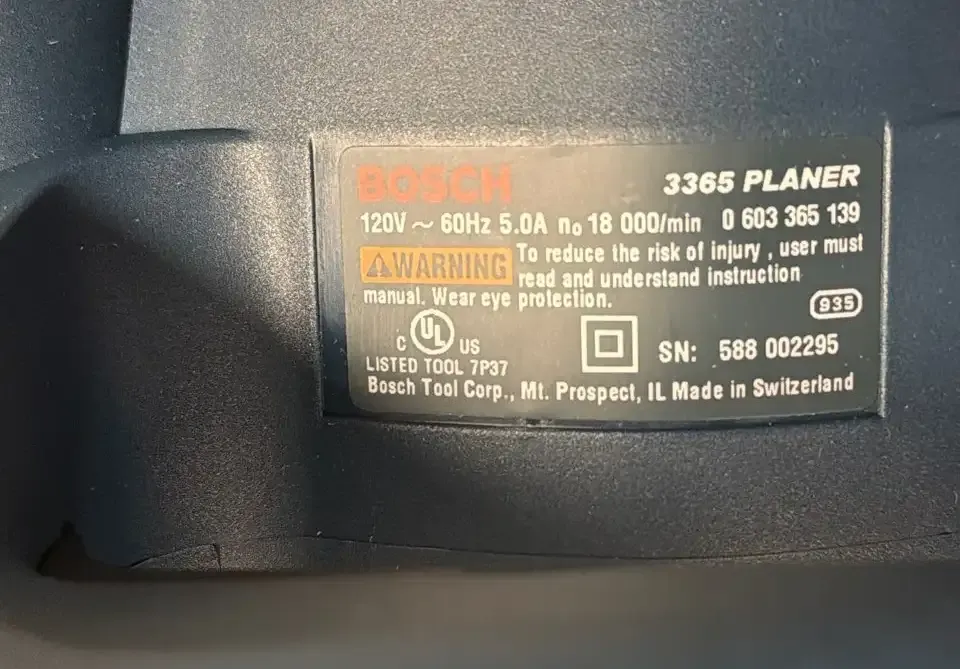 BOSCH 3365 PLANER
120V ~ 60Hz 5.0A n₀ 18 000/min 0 603 365 139
WARNING To reduce the risk of injury , user must
read and understand instruction
manual. Wear eye protection.
935
C UL US
SN: 588 002295
LISTED TOOL 7P37
Bosch Tool Corp., Mt. Prospect, IL Made in Switzerland